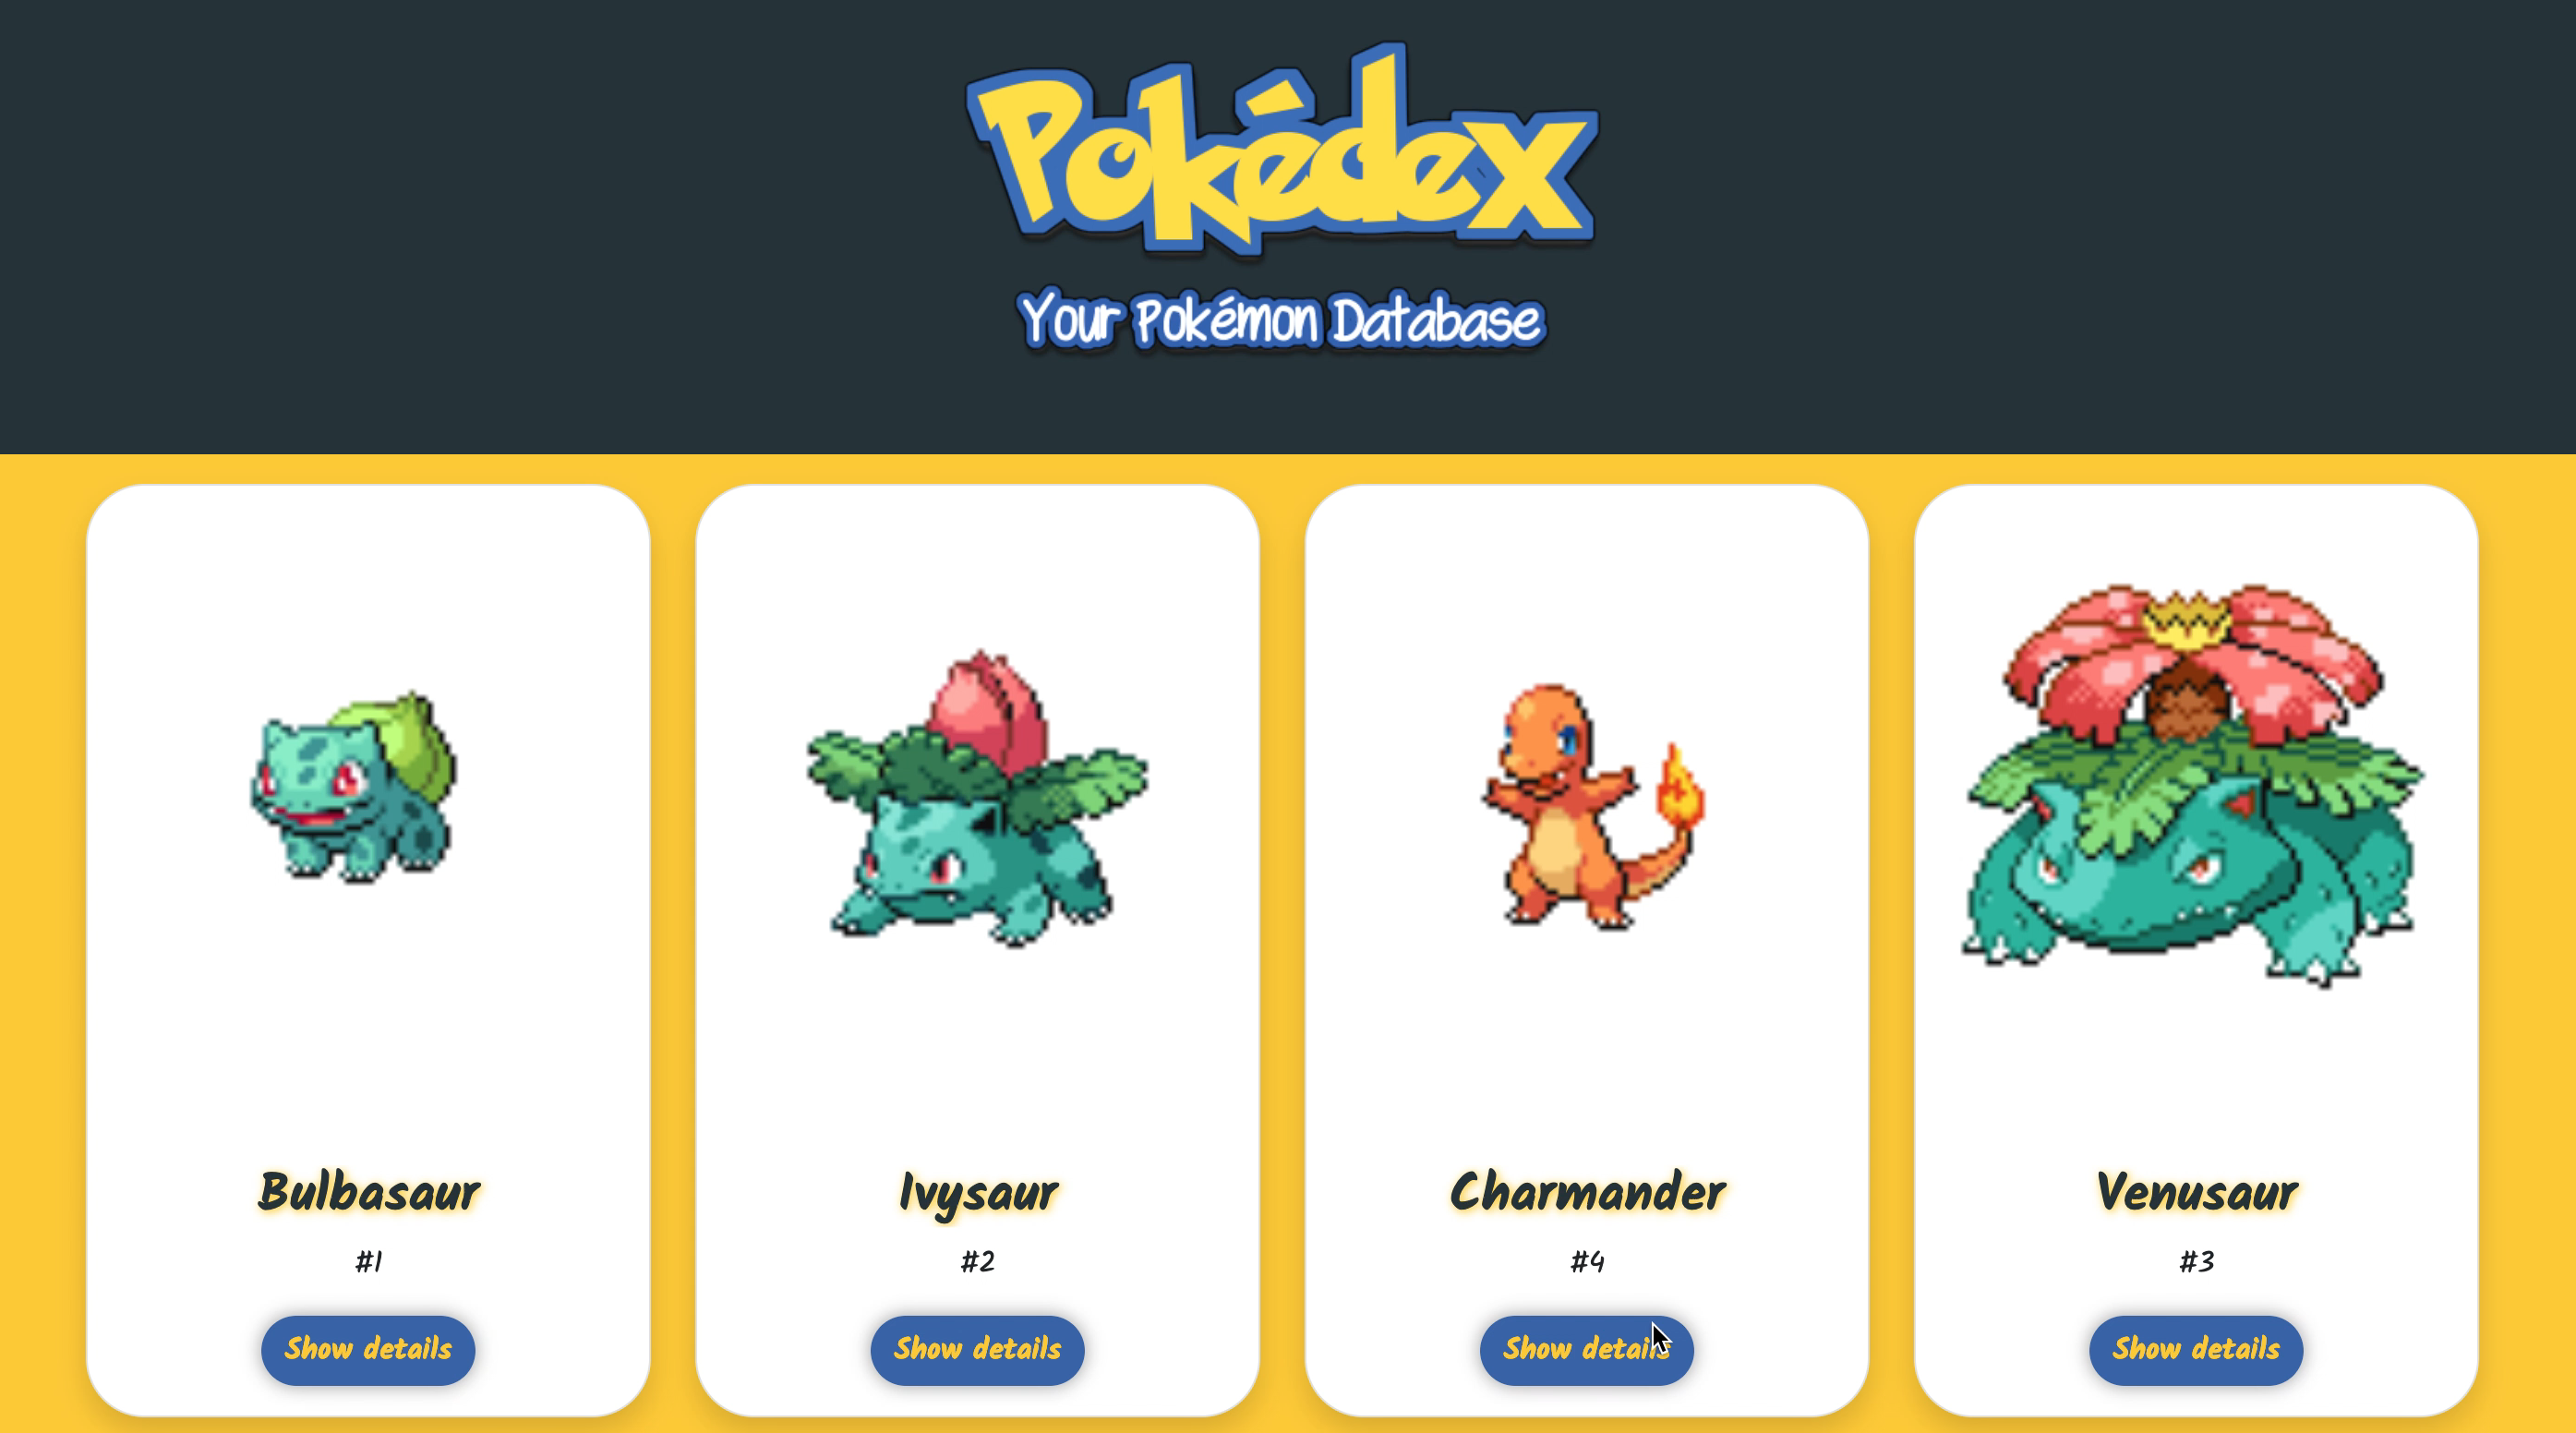 Pokédex
Your Pokémon Database
Bulbasaur
#1
Show details
Ivysaur
#2
Show details
Charmander
#4
Show details
Venusaur
#3
Show details